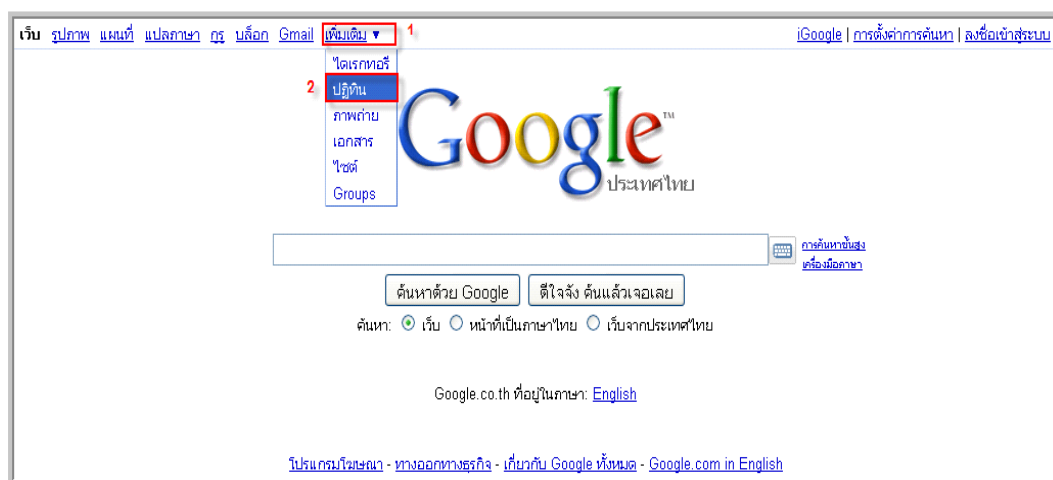 เว็บ รูปภาพ แผนที่ แปลภาษา กูรู บล็อก Gmail เพิ่มเติม ▼ 1 iGoogle | การตั้งค่าการค้นหา | ลงชื่อเข้าสู่ระบบ
ไดเรกทอรี
2 ปฏิทิน
ภาพถ่าย
เอกสาร
ไซต์
Groups
Google™
ประเทศไทย
การค้นหาขั้นสูง
เครื่องมือภาษา
ค้นหาด้วย Google ดีใจจัง ค้นแล้วเจอเลย
ค้นหา: เว็บ หน้าที่เป็นภาษาไทย เว็บจากประเทศไทย
Google.co.th ที่อยู่ในภาษา: English
โปรแกรมโฆษณา - ทางออกทางธุรกิจ - เกี่ยวกับ Google ทั้งหมด - Google.com in English